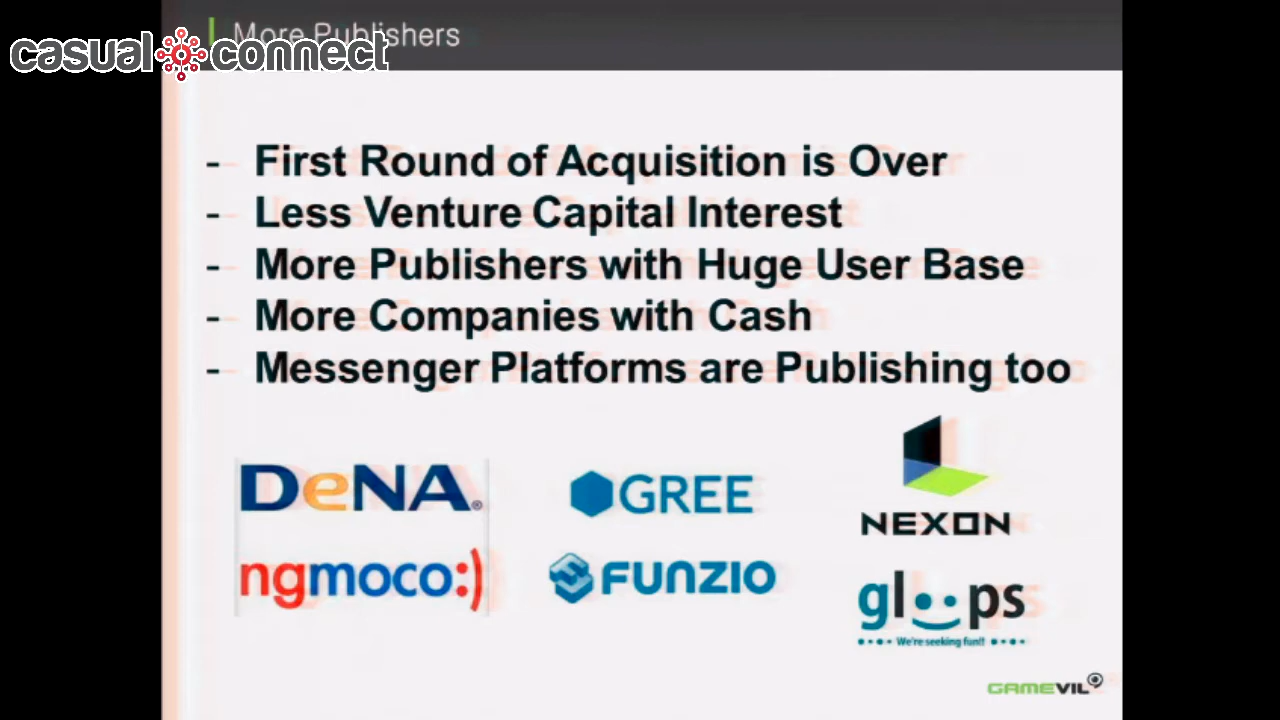 More Publishers
casual connect
- First Round of Acquisition is Over
- Less Venture Capital Interest
- More Publishers with Huge User Base
- More Companies with Cash
- Messenger Platforms are Publishing too
DeNA®
GREE
NEXON
ngmoco:)
FUNZIO
gloops
We're seeking fun!!
GAMEVIL